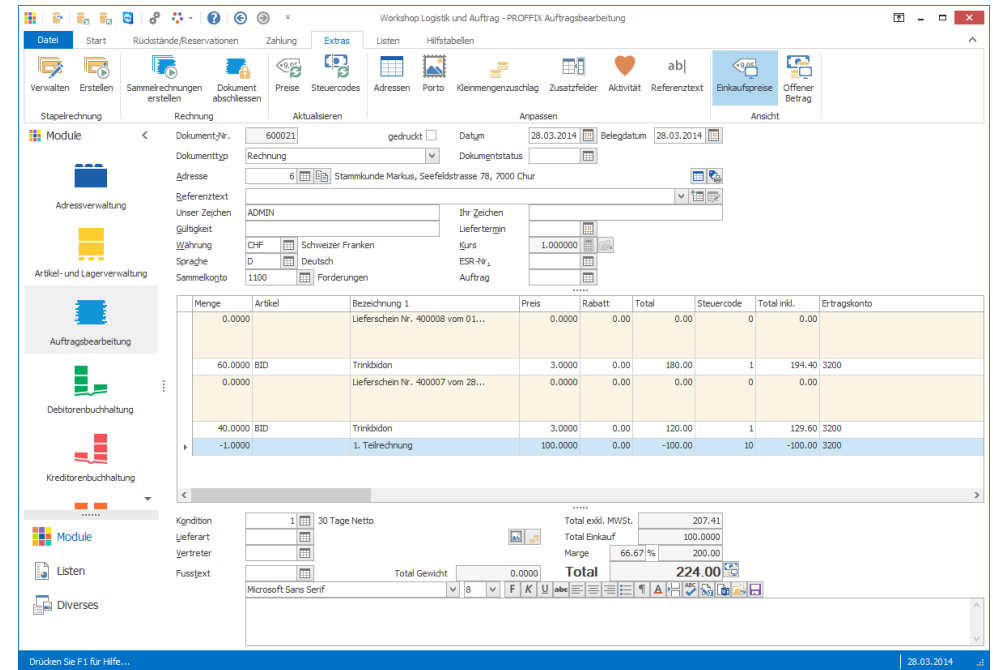 Workshop Logistik und Auftrag - PROFFIX Auftragsbearbeitung
Datei Start Rückstände/Reservationen Zahlung Extras Listen Hilfstabellen
Verwalten Erstellen Sammelrechnungen erstellen Dokument abschliessen Preise Steuercodes Adressen Porto Kleinmengenzuschlag Zusatzfelder Aktivität Referenztext Einkaufspreise Offener Betrag
Stapelrechnung Rechnung Aktualisieren Anpassen Ansicht
Module
Adressverwaltung
Artikel- und Lagerverwaltung
Auftragsbearbeitung
Debitorenbuchhaltung
Kreditorenbuchhaltung
Module
Listen
Diverses
Dokument-Nr. 600021 gedruckt Datum 28.03.2014 Belegdatum 28.03.2014
Dokumenttyp Rechnung Dokumentstatus
Adresse 6 Stammkunde Markus, Seefeldstrasse 78, 7000 Chur
Referenztext
Unser Zeichen ADMIN Ihr Zeichen
Gültigkeit Liefertermin
Währung CHF Schweizer Franken Kurs 1.000000
Sprache D Deutsch ESR-Nr.
Sammelkonto 1100 Forderungen Auftrag
Menge Artikel Bezeichnung 1 Preis Rabatt Total Steuercode Total inkl. Ertragskonto
0.0000 Lieferschein Nr. 400008 vom 01... 0.0000 0.00 0.00 0 0.00
60.0000 BID Trinkbidon 3.0000 0.00 180.00 1 194.40 3200
0.0000 Lieferschein Nr. 400007 vom 28... 0.0000 0.00 0.00 0 0.00
40.0000 BID Trinkbidon 3.0000 0.00 120.00 1 129.60 3200
-1.0000 1. Teilrechnung 100.0000 0.00 -100.00 10 -100.00 3200
Kondition 1 30 Tage Netto Total exkl. MWSt. 207.41
Lieferart Total Einkauf 100.0000
Vertreter Marge 66.67 % 200.00
Fusstext Total Gewicht 0.0000 Total 224.00
Microsoft Sans Serif 8 F K U abc A
Drücken Sie F1 für Hilfe... 28.03.2014